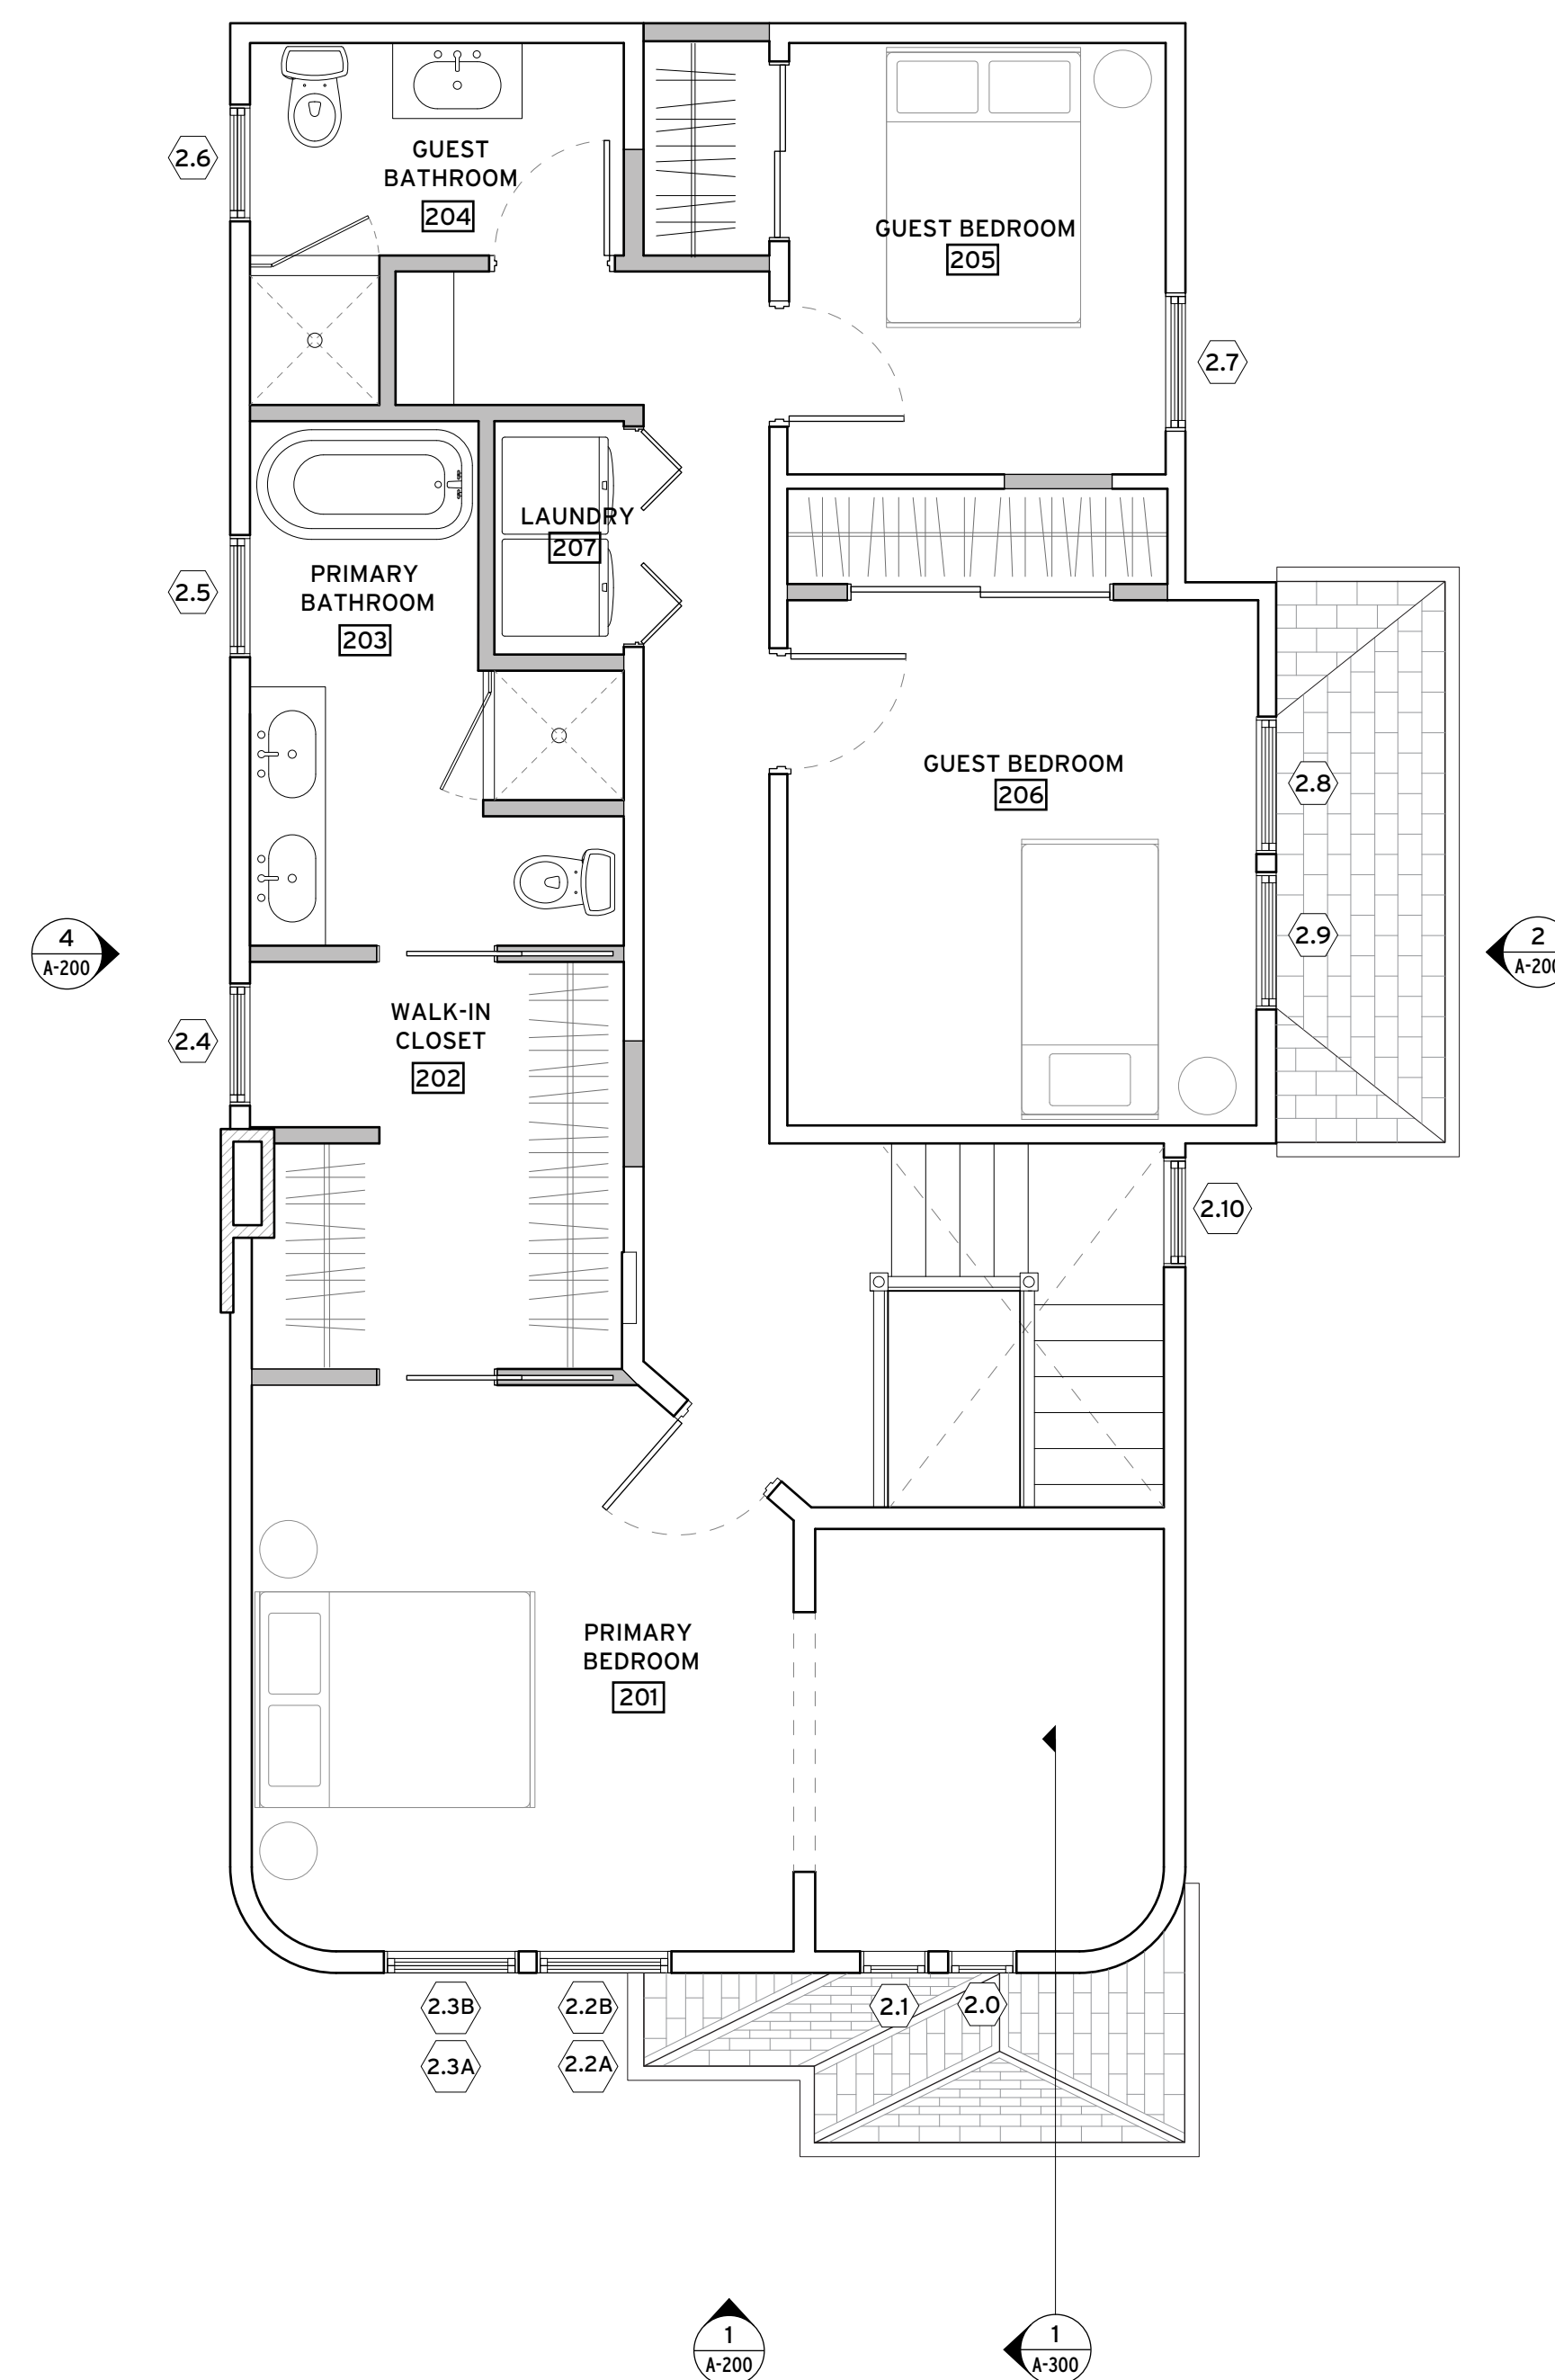 GUEST
BATHROOM
204
2.6
GUEST BEDROOM
205
2.7
LAUNDRY
207
PRIMARY
BATHROOM
203
2.5
GUEST BEDROOM
206
2.8
2.9
4
A-200
2
A-200
WALK-IN
CLOSET
202
2.4
2.10
PRIMARY
BEDROOM
201
2.3B
2.2B
2.1
2.0
2.3A
2.2A
1
A-200
1
A-300